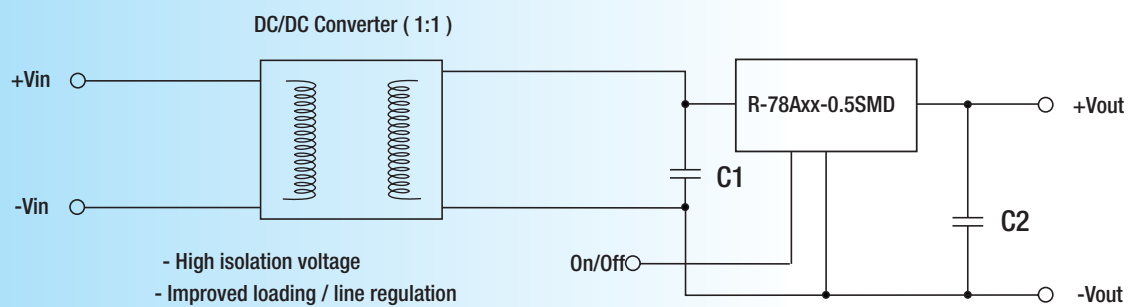 DC/DC Converter ( 1:1 )
+Vin
R-78Axx-0.5SMD
+Vout
C1
-Vin
C2
On/Off
- High isolation voltage
- Improved loading / line regulation
-Vout